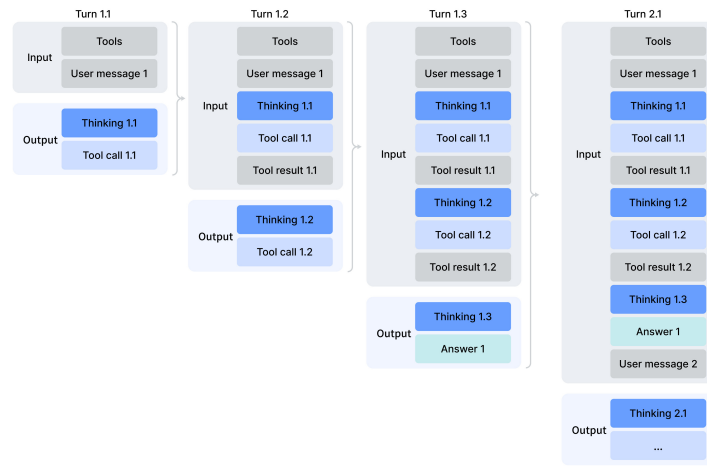 Turn 1.1
Input
Tools
User message 1
Output
Thinking 1.1
Tool call 1.1
Turn 1.2
Input
Tools
User message 1
Thinking 1.1
Tool call 1.1
Tool result 1.1
Output
Thinking 1.2
Tool call 1.2
Turn 1.3
Input
Tools
User message 1
Thinking 1.1
Tool call 1.1
Tool result 1.1
Thinking 1.2
Tool call 1.2
Tool result 1.2
Output
Thinking 1.3
Answer 1
Turn 2.1
Input
Tools
User message 1
Thinking 1.1
Tool call 1.1
Tool result 1.1
Thinking 1.2
Tool call 1.2
Tool result 1.2
Thinking 1.3
Answer 1
User message 2
Output
Thinking 2.1
...